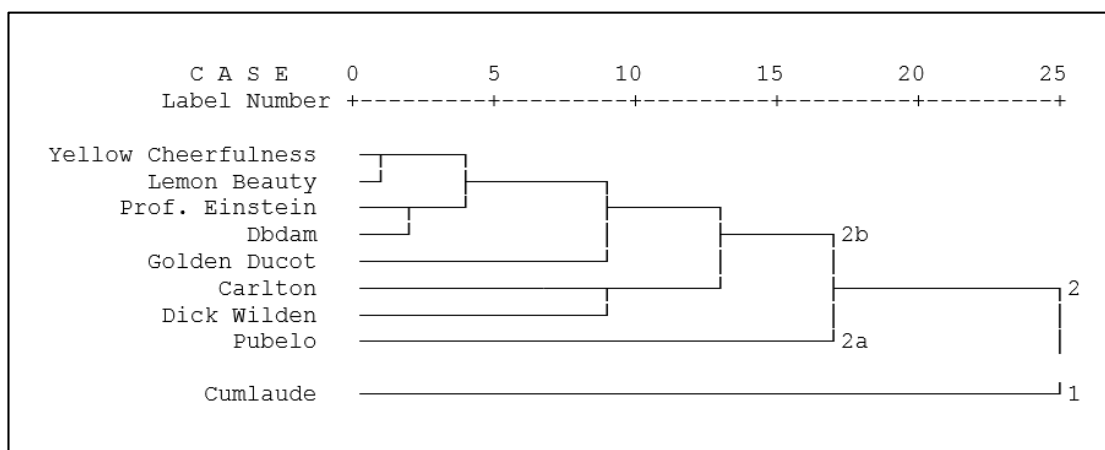 C A S E 0 5 10 15 20 25
Label Number +---------+---------+---------+---------+---------+
Yellow Cheerfulness
Lemon Beauty
Prof. Einstein
Dbdam 2b
Golden Ducot
Carlton 2
Dick Wilden
Pubelo 2a
Cumlaude 1